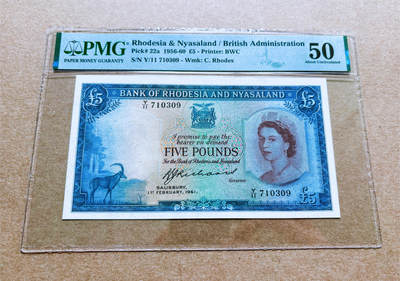 PMG
PAPER MONEY GUARANTY
Rhodesia & Nyasaland / British Administration
Pick# 22a 1956-60 £5 - Printer: BWC
S/N Y/11 710309 - Wmk: C. Rhodes
50
About Uncirculated
£5
BANK OF RHODESIA AND NYASALAND
£5
Y/11 710309
I promise to pay the
bearer on demand
FIVE POUNDS
For the Bank of Rhodesia and Nyasaland
Governor
SALISBURY,
1ST FEBRUARY, 1961.
Y/11 710309
£5